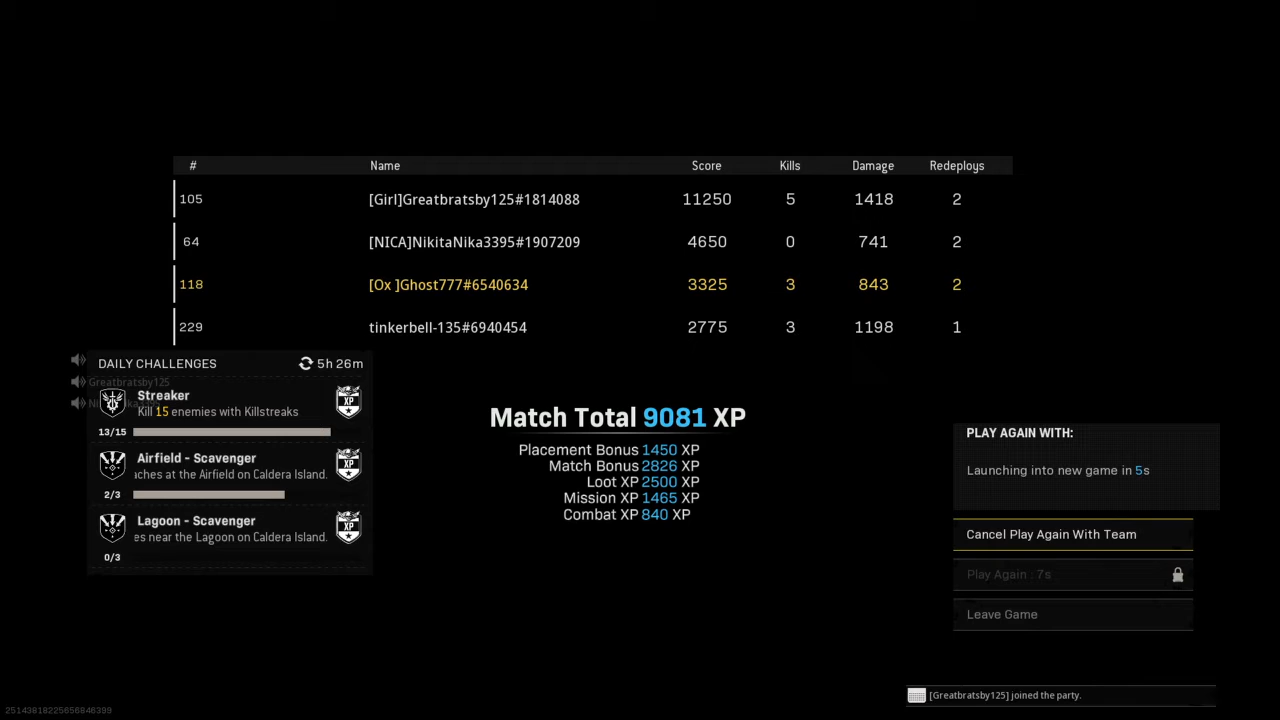 # Name Score Kills Damage Redeploys
105 [Girl]Greatbratsby125#1814088 11250 5 1418 2
64 [NICA]NikitaNika3395#1907209 4650 0 741 2
118 [Ox ]Ghost777#6540634 3325 3 843 2
229 tinkerbell-135#6940454 2775 3 1198 1
DAILY CHALLENGES 5h 26m
Greatbratsby125
Streaker
Kill 15 enemies with Killstreaks
XP
13/15
Airfield - Scavenger
aches at the Airfield on Caldera Island.
XP
2/3
Lagoon - Scavenger
es near the Lagoon on Caldera Island.
XP
0/3
Match Total 9081 XP
Placement Bonus 1450 XP
Match Bonus 2826 XP
Loot XP 2500 XP
Mission XP 1465 XP
Combat XP 840 XP
PLAY AGAIN WITH:
Launching into new game in 5s
Cancel Play Again With Team
Play Again : 7s
Leave Game
[Greatbratsby125] joined the party.
25143818225656846399